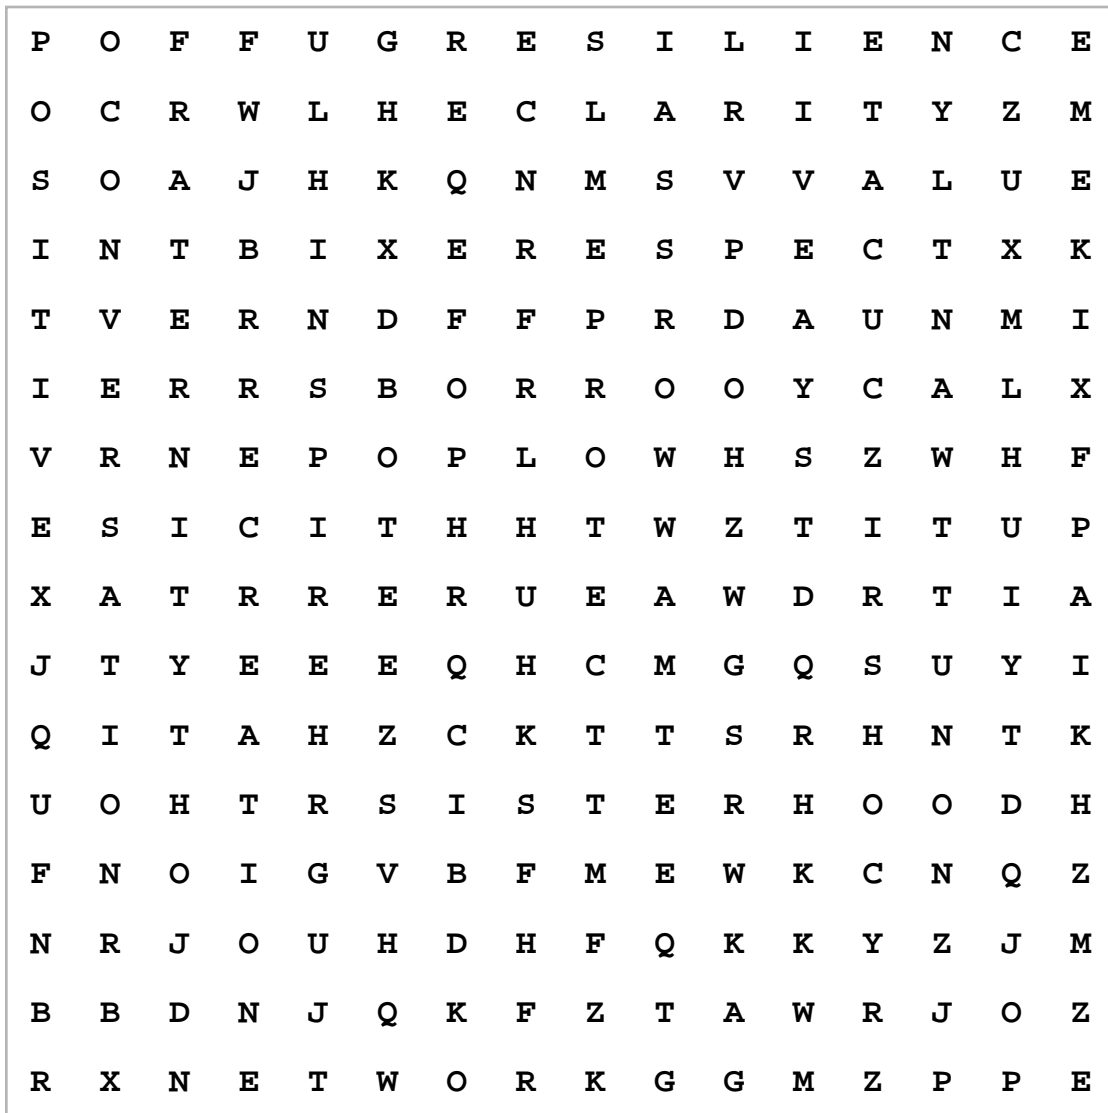 P O F F U G R E S I L I E N C E
O C R W L H E C L A R I T Y Z M
S O A J H K Q N M S V V A L U E
I N T B I X E R E S P E C T X K
T V E R N D F F P R D A U N M I
I E R R S B O R R O O Y C A L X
V R N E P O P L O W H S Z W H F
E S I C I T H H T W Z T I T U P
X A T R R E R U E A W D R T I A
J T Y E E E Q H C M G Q S U Y I
Q I T A H Z C K T T S R H N T K
U O H T R S I S T E R H O O D H
F N O I G V B F M E W K C N Q Z
N R J O U H D H F Q K K Y Z J M
B B D N J Q K F Z T A W R J O Z
R X N E T W O R K G G M Z P P E